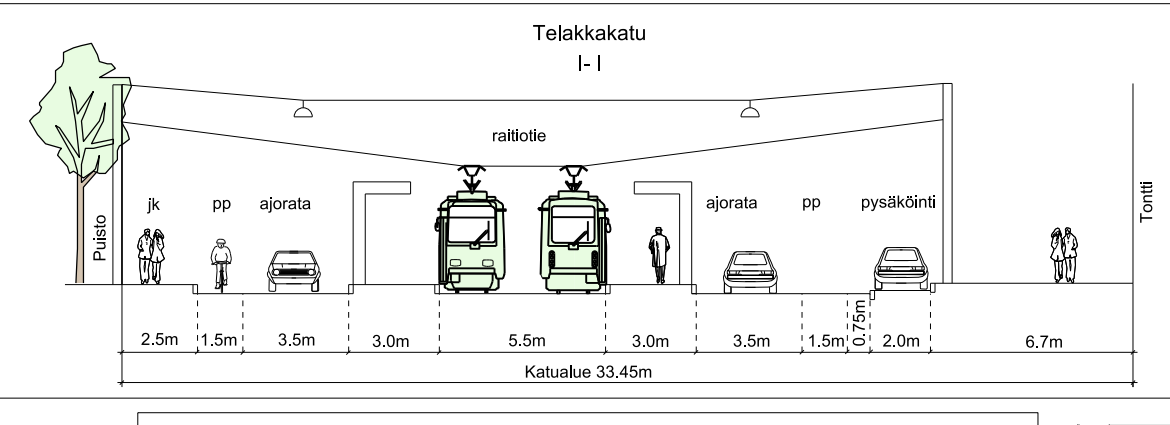 Telakkakatu
I-I
raitiotie
Puisto
jk
pp
ajorata
ajorata
pp
pysäköinti
Tontti
2.5m
1.5m
3.5m
3.0m
5.5m
3.0m
3.5m
1.5m
0.75m
2.0m
6.7m
Katualue 33.45m